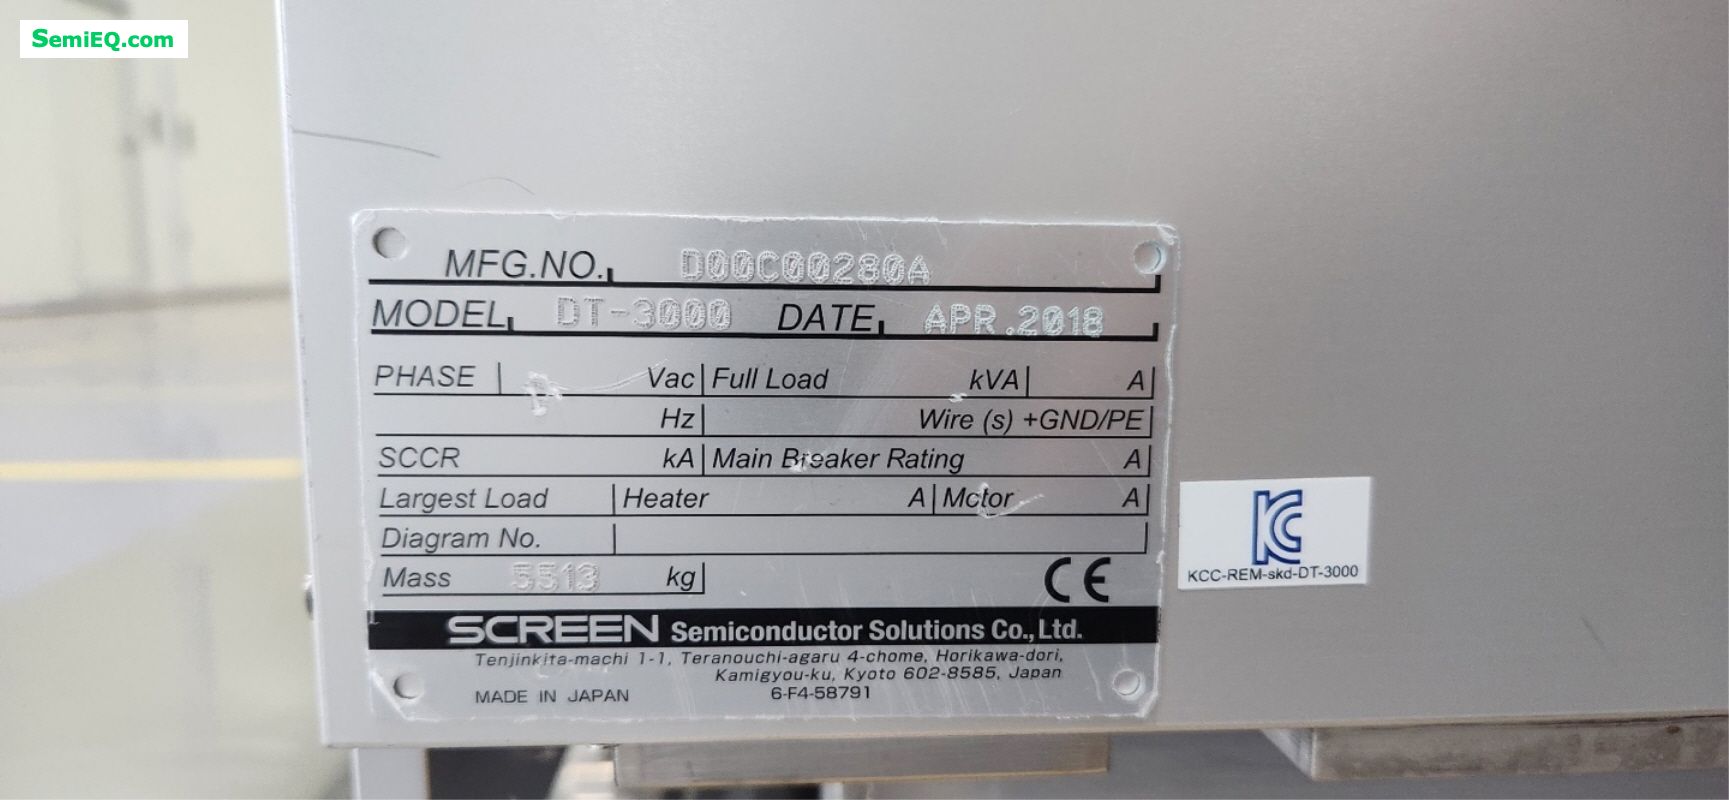 SemiEQ.com
MFG.NO. D00C00280A
MODEL DT-3000 DATE APR.2018
PHASE Vac Full Load kVA A
Hz Wire (s) +GND/PE
SCCR kA Main Breaker Rating A
Largest Load Heater A Motor A
Diagram No.
Mass 5513 kg CE
KC
KCC-REM-skd-DT-3000
SCREEN Semiconductor Solutions Co., Ltd.
Tenjinkita-machi 1-1, Teranouchi-agaru 4-chome, Horikawa-dori,
Kamigyou-ku, Kyoto 602-8585, Japan
MADE IN JAPAN 6-F4-58791